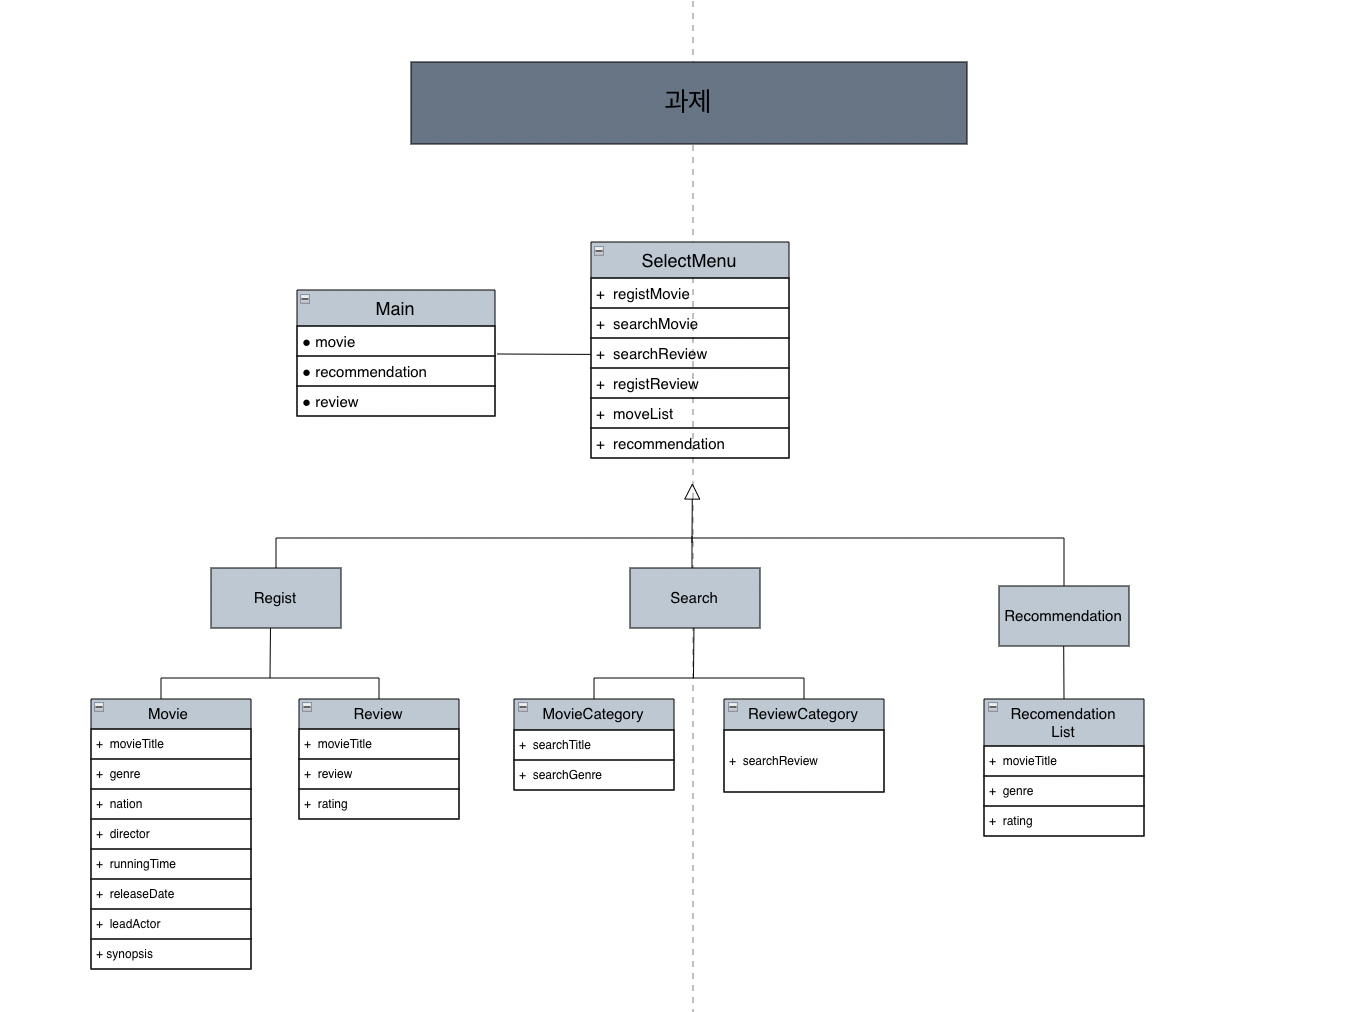 과제
SelectMenu
+ registMovie
+ searchMovie
+ searchReview
+ registReview
+ moveList
+ recommendation
Main
● movie
● recommendation
● review
Regist
Search
Recommendation
Movie
+ movieTitle
+ genre
+ nation
+ director
+ runningTime
+ releaseDate
+ leadActor
+ synopsis
Review
+ movieTitle
+ review
+ rating
MovieCategory
+ searchTitle
+ searchGenre
ReviewCategory
+ searchReview
Recomendation
List
+ movieTitle
+ genre
+ rating